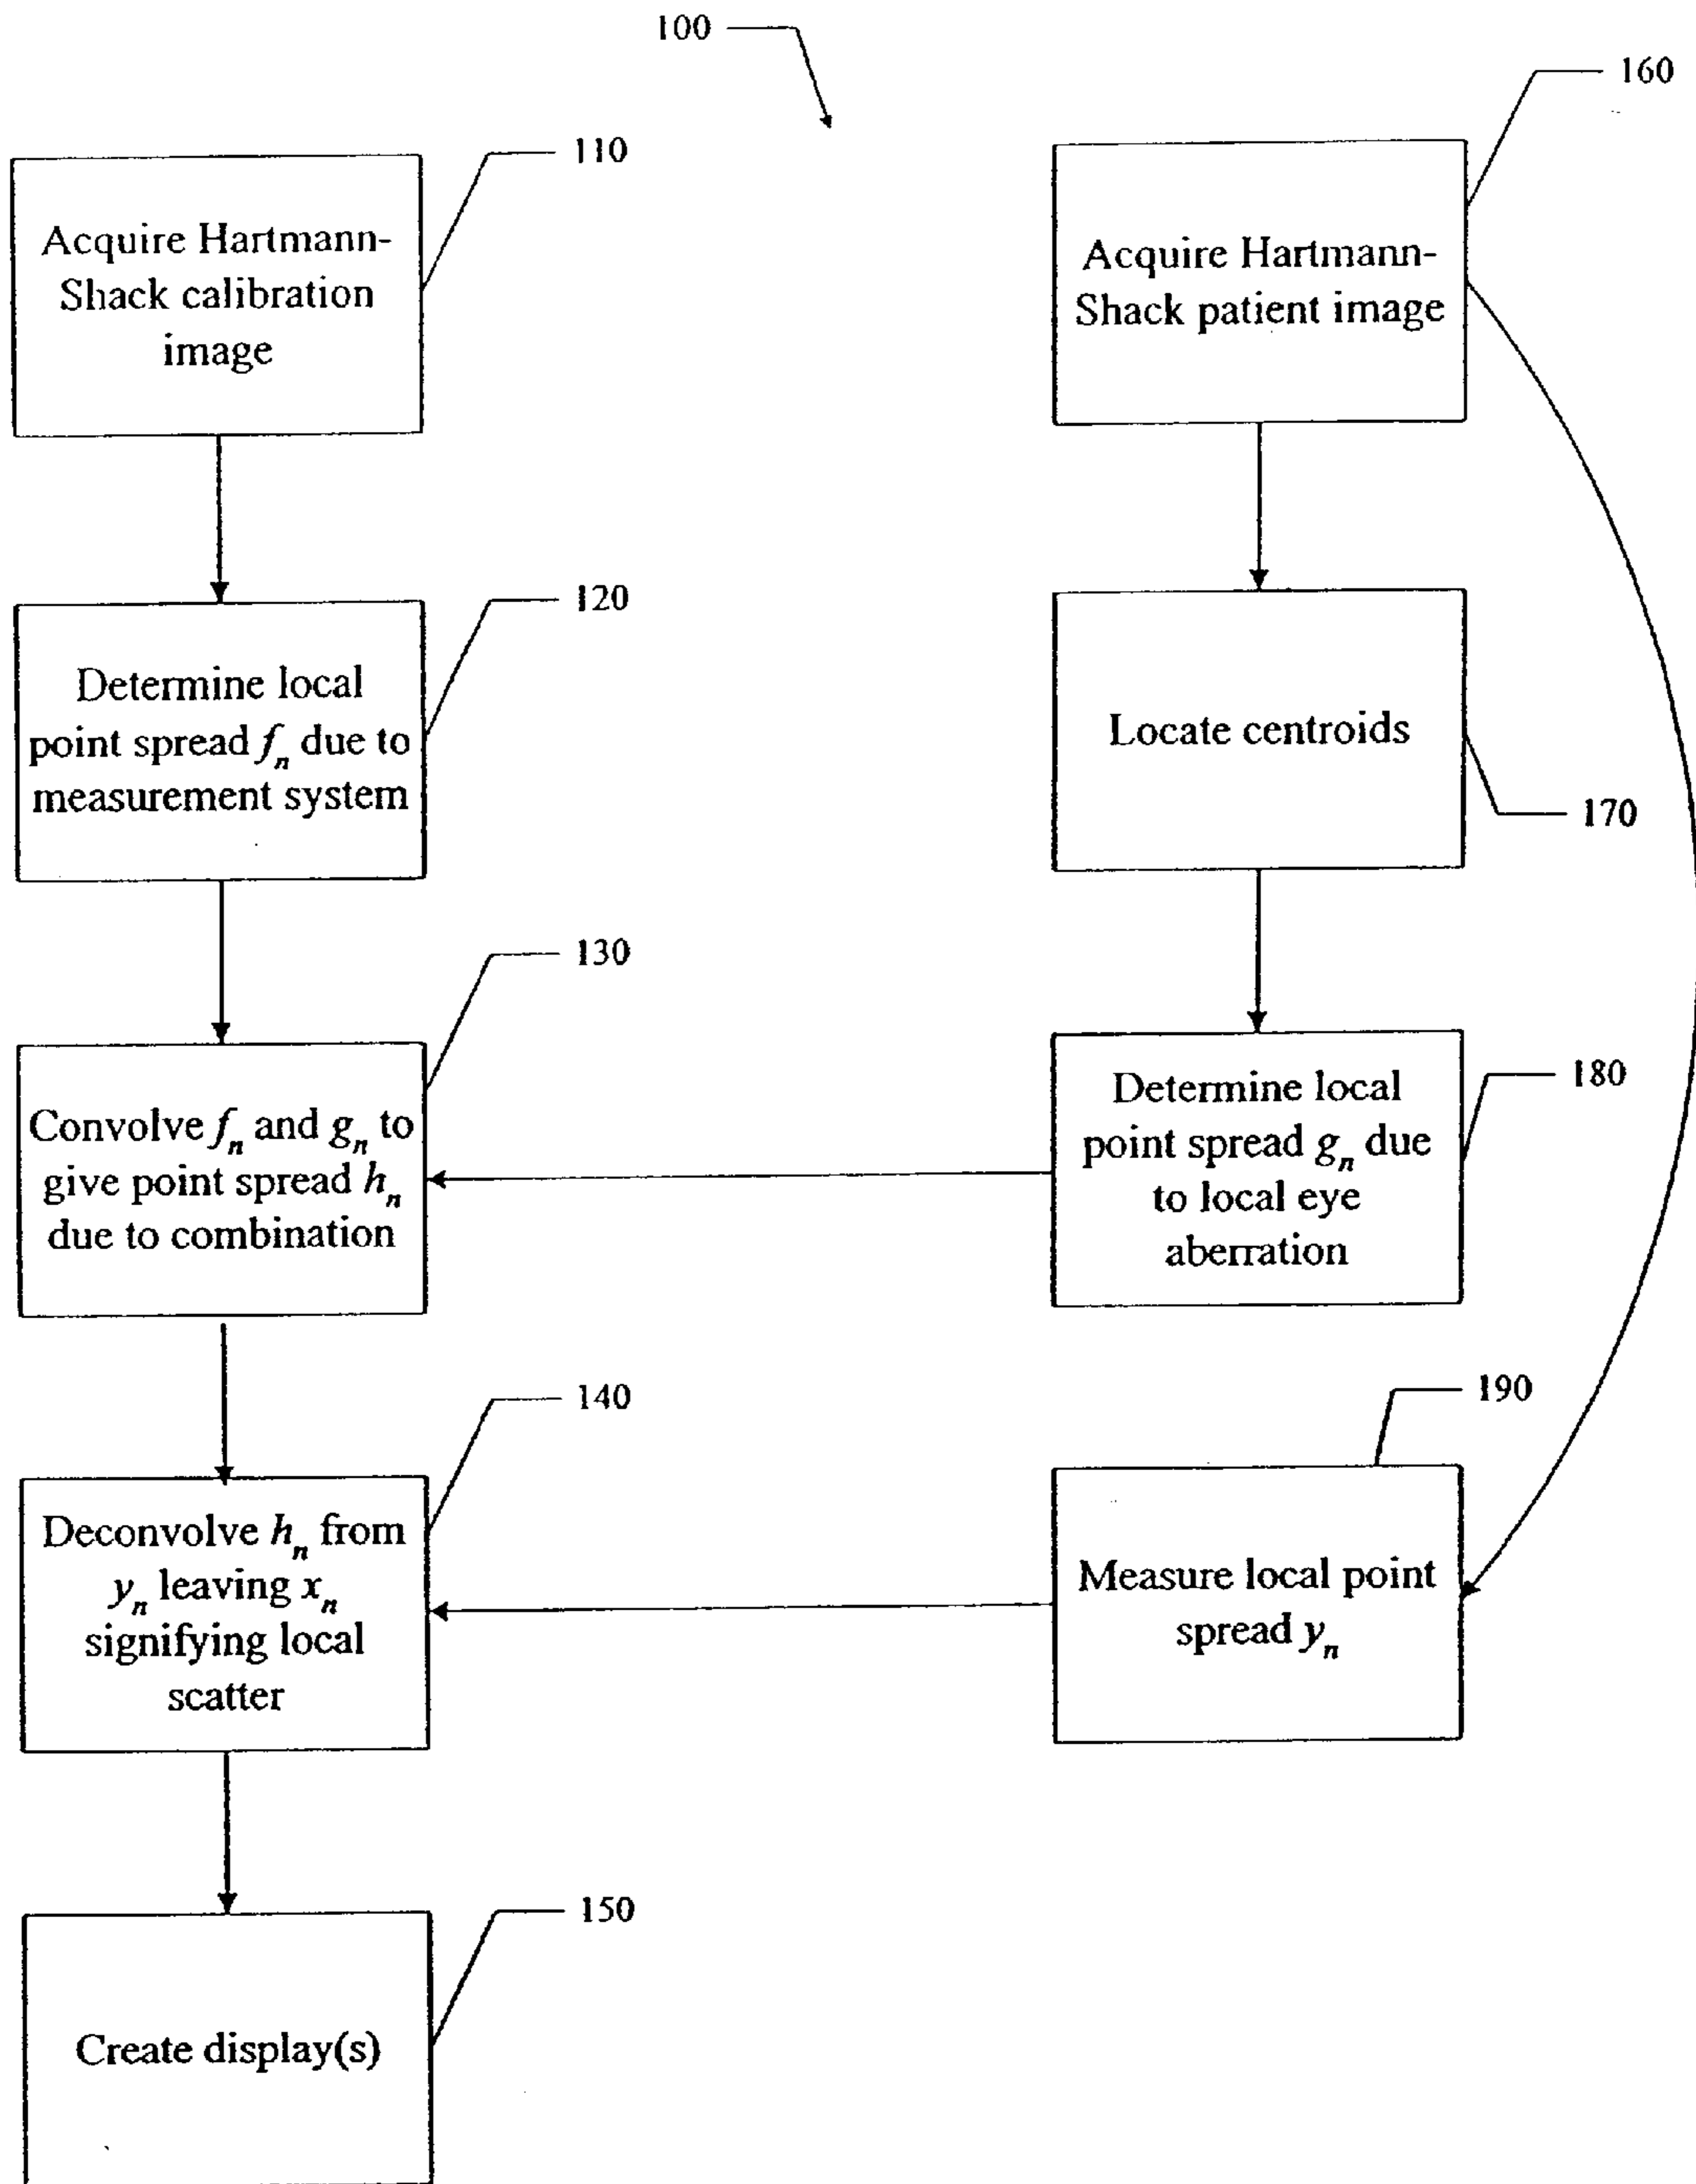 100
160
110
Acquire Hartmann-
Shack calibration
image
Acquire Hartmann-
Shack patient image
120
Determine local
point spread fn due to
measurement system
Locate centroids
170
130
Convolve fn and gn to
give point spread hn
due to combination
180
Determine local
point spread gn due
to local eye
aberration
140
Deconvolve hn from
yn leaving xn
signifying local
scatter
190
Measure local point
spread yn
150
Create display(s)